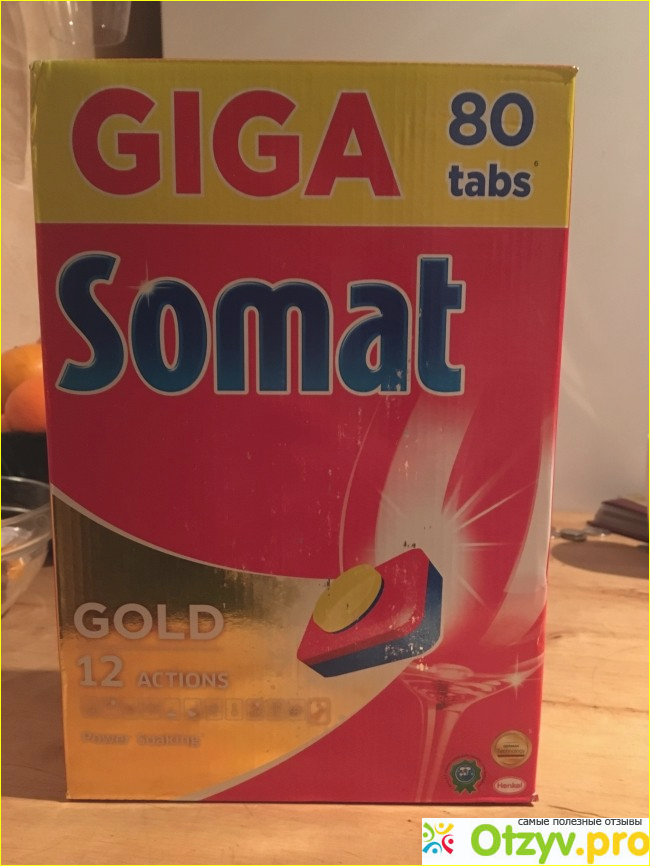 GIGA
80
tabs
Somat
GOLD
12 ACTIONS
Power Soaking
Henkel
самые полезные отзывы
Otzyv.pro